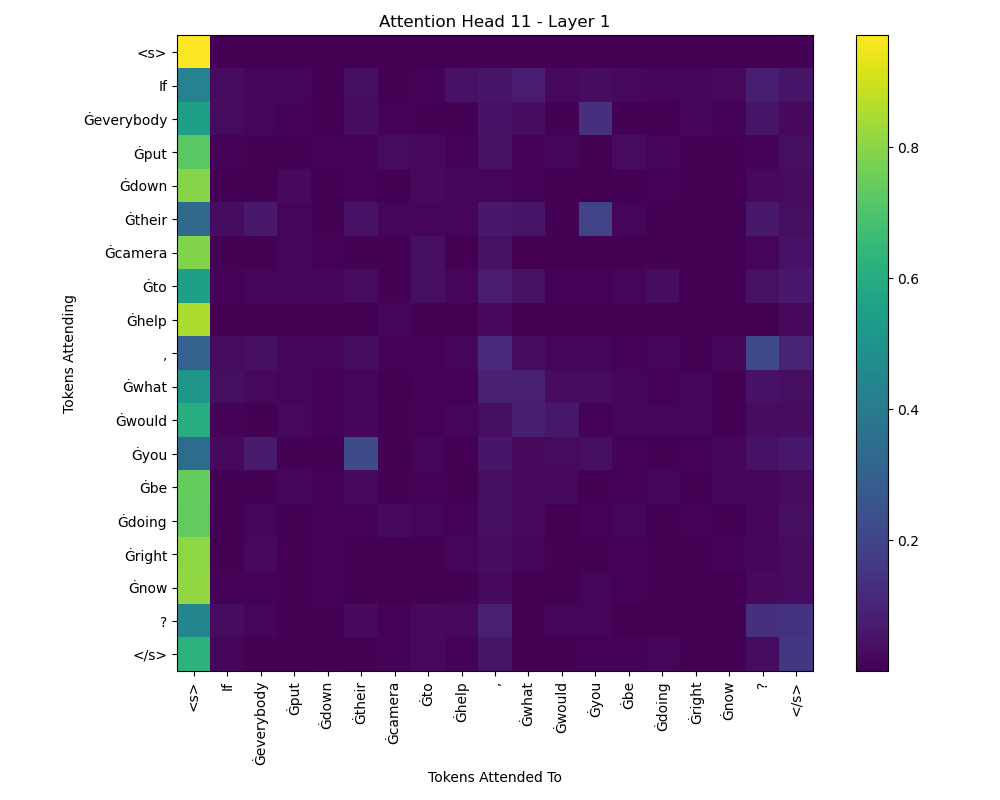 Attention Head 11 - Layer 1
Tokens Attending
<s>
If
Ġeverybody
Ġput
Ġdown
Ġtheir
Ġcamera
Ġto
Ġhelp
,
Ġwhat
Ġwould
Ġyou
Ġbe
Ġdoing
Ġright
Ġnow
?
</s>
<s>
If
Ġeverybody
Ġput
Ġdown
Ġtheir
Ġcamera
Ġto
Ġhelp
,
Ġwhat
Ġwould
Ġyou
Ġbe
Ġdoing
Ġright
Ġnow
?
</s>
Tokens Attended To
0.8
0.6
0.4
0.2